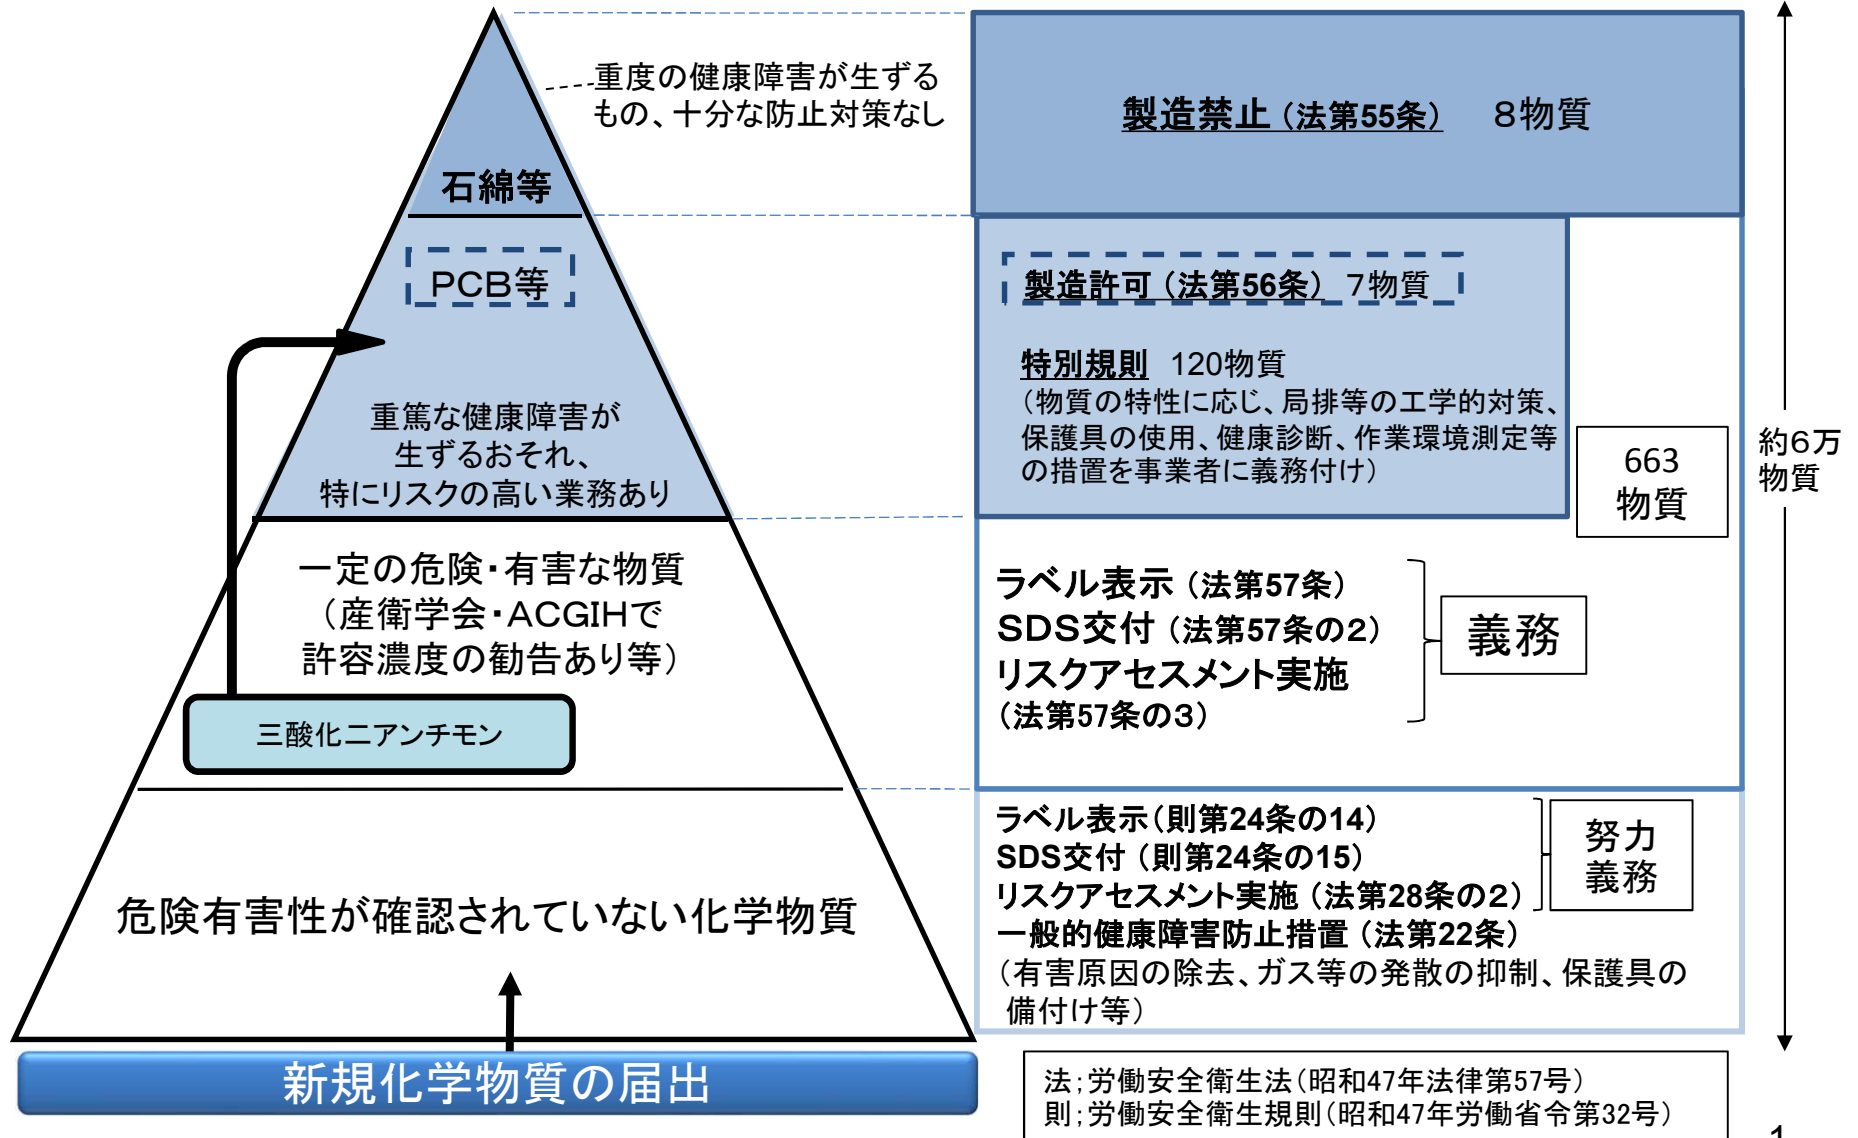 重度の健康障害が生ずる
もの、十分な防止対策なし
石綿等
PCB等
重篤な健康障害が
生ずるおそれ、
特にリスクの高い業務あり
一定の危険・有害な物質
（産衛学会・ACGIHで
許容濃度の勧告あり等）
三酸化二アンチモン
危険有害性が確認されていない化学物質
新規化学物質の届出
製造禁止（法第55条）　８物質
製造許可（法第56条）　7物質
特別規則　120物質
（物質の特性に応じ、局排等の工学的対策、
保護具の使用、健康診断、作業環境測定等
の措置を事業者に義務付け）
663
物質
約６万
物質
ラベル表示（法第57条）
SDS交付（法第57条の２）
リスクアセスメント実施
（法第57条の３）
義務
ラベル表示（則第24条の14）
SDS交付（則第24条の15）
リスクアセスメント実施（法第28条の２）
努力
義務
一般的健康障害防止措置（法第22条）
（有害原因の除去、ガス等の発散の抑制、保護具の
備付け等）
法；労働安全衛生法（昭和47年法律第57号）
則；労働安全衛生規則（昭和47年労働省令第32号）
1